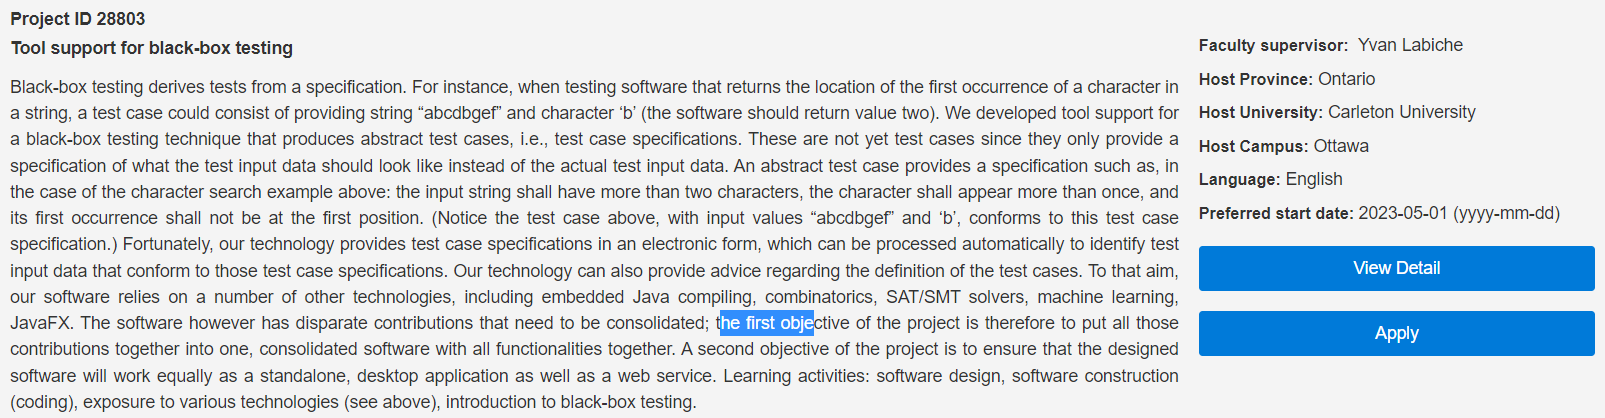 Project ID 28803
Tool support for black-box testing
Black-box testing derives tests from a specification. For instance, when testing software that returns the location of the first occurrence of a character in
a string, a test case could consist of providing string “abcdbgef” and character ‘b’ (the software should return value two). We developed tool support for
a black-box testing technique that produces abstract test cases, i.e., test case specifications. These are not yet test cases since they only provide a
specification of what the test input data should look like instead of the actual test input data. An abstract test case provides a specification such as, in
the case of the character search example above: the input string shall have more than two characters, the character shall appear more than once, and
its first occurrence shall not be at the first position. (Notice the test case above, with input values “abcdbgef” and ‘b’, conforms to this test case
specification.) Fortunately, our technology provides test case specifications in an electronic form, which can be processed automatically to identify test
input data that conform to those test case specifications. Our technology can also provide advice regarding the definition of the test cases. To that aim,
our software relies on a number of other technologies, including embedded Java compiling, combinatorics, SAT/SMT solvers, machine learning,
JavaFX. The software however has disparate contributions that need to be consolidated; the first objective of the project is therefore to put all those
contributions together into one, consolidated software with all functionalities together. A second objective of the project is to ensure that the designed
software will work equally as a standalone, desktop application as well as a web service. Learning activities: software design, software construction
(coding), exposure to various technologies (see above), introduction to black-box testing.
Faculty supervisor: Yvan Labiche
Host Province: Ontario
Host University: Carleton University
Host Campus: Ottawa
Language: English
Preferred start date: 2023-05-01 (yyyy-mm-dd)
View Detail
Apply